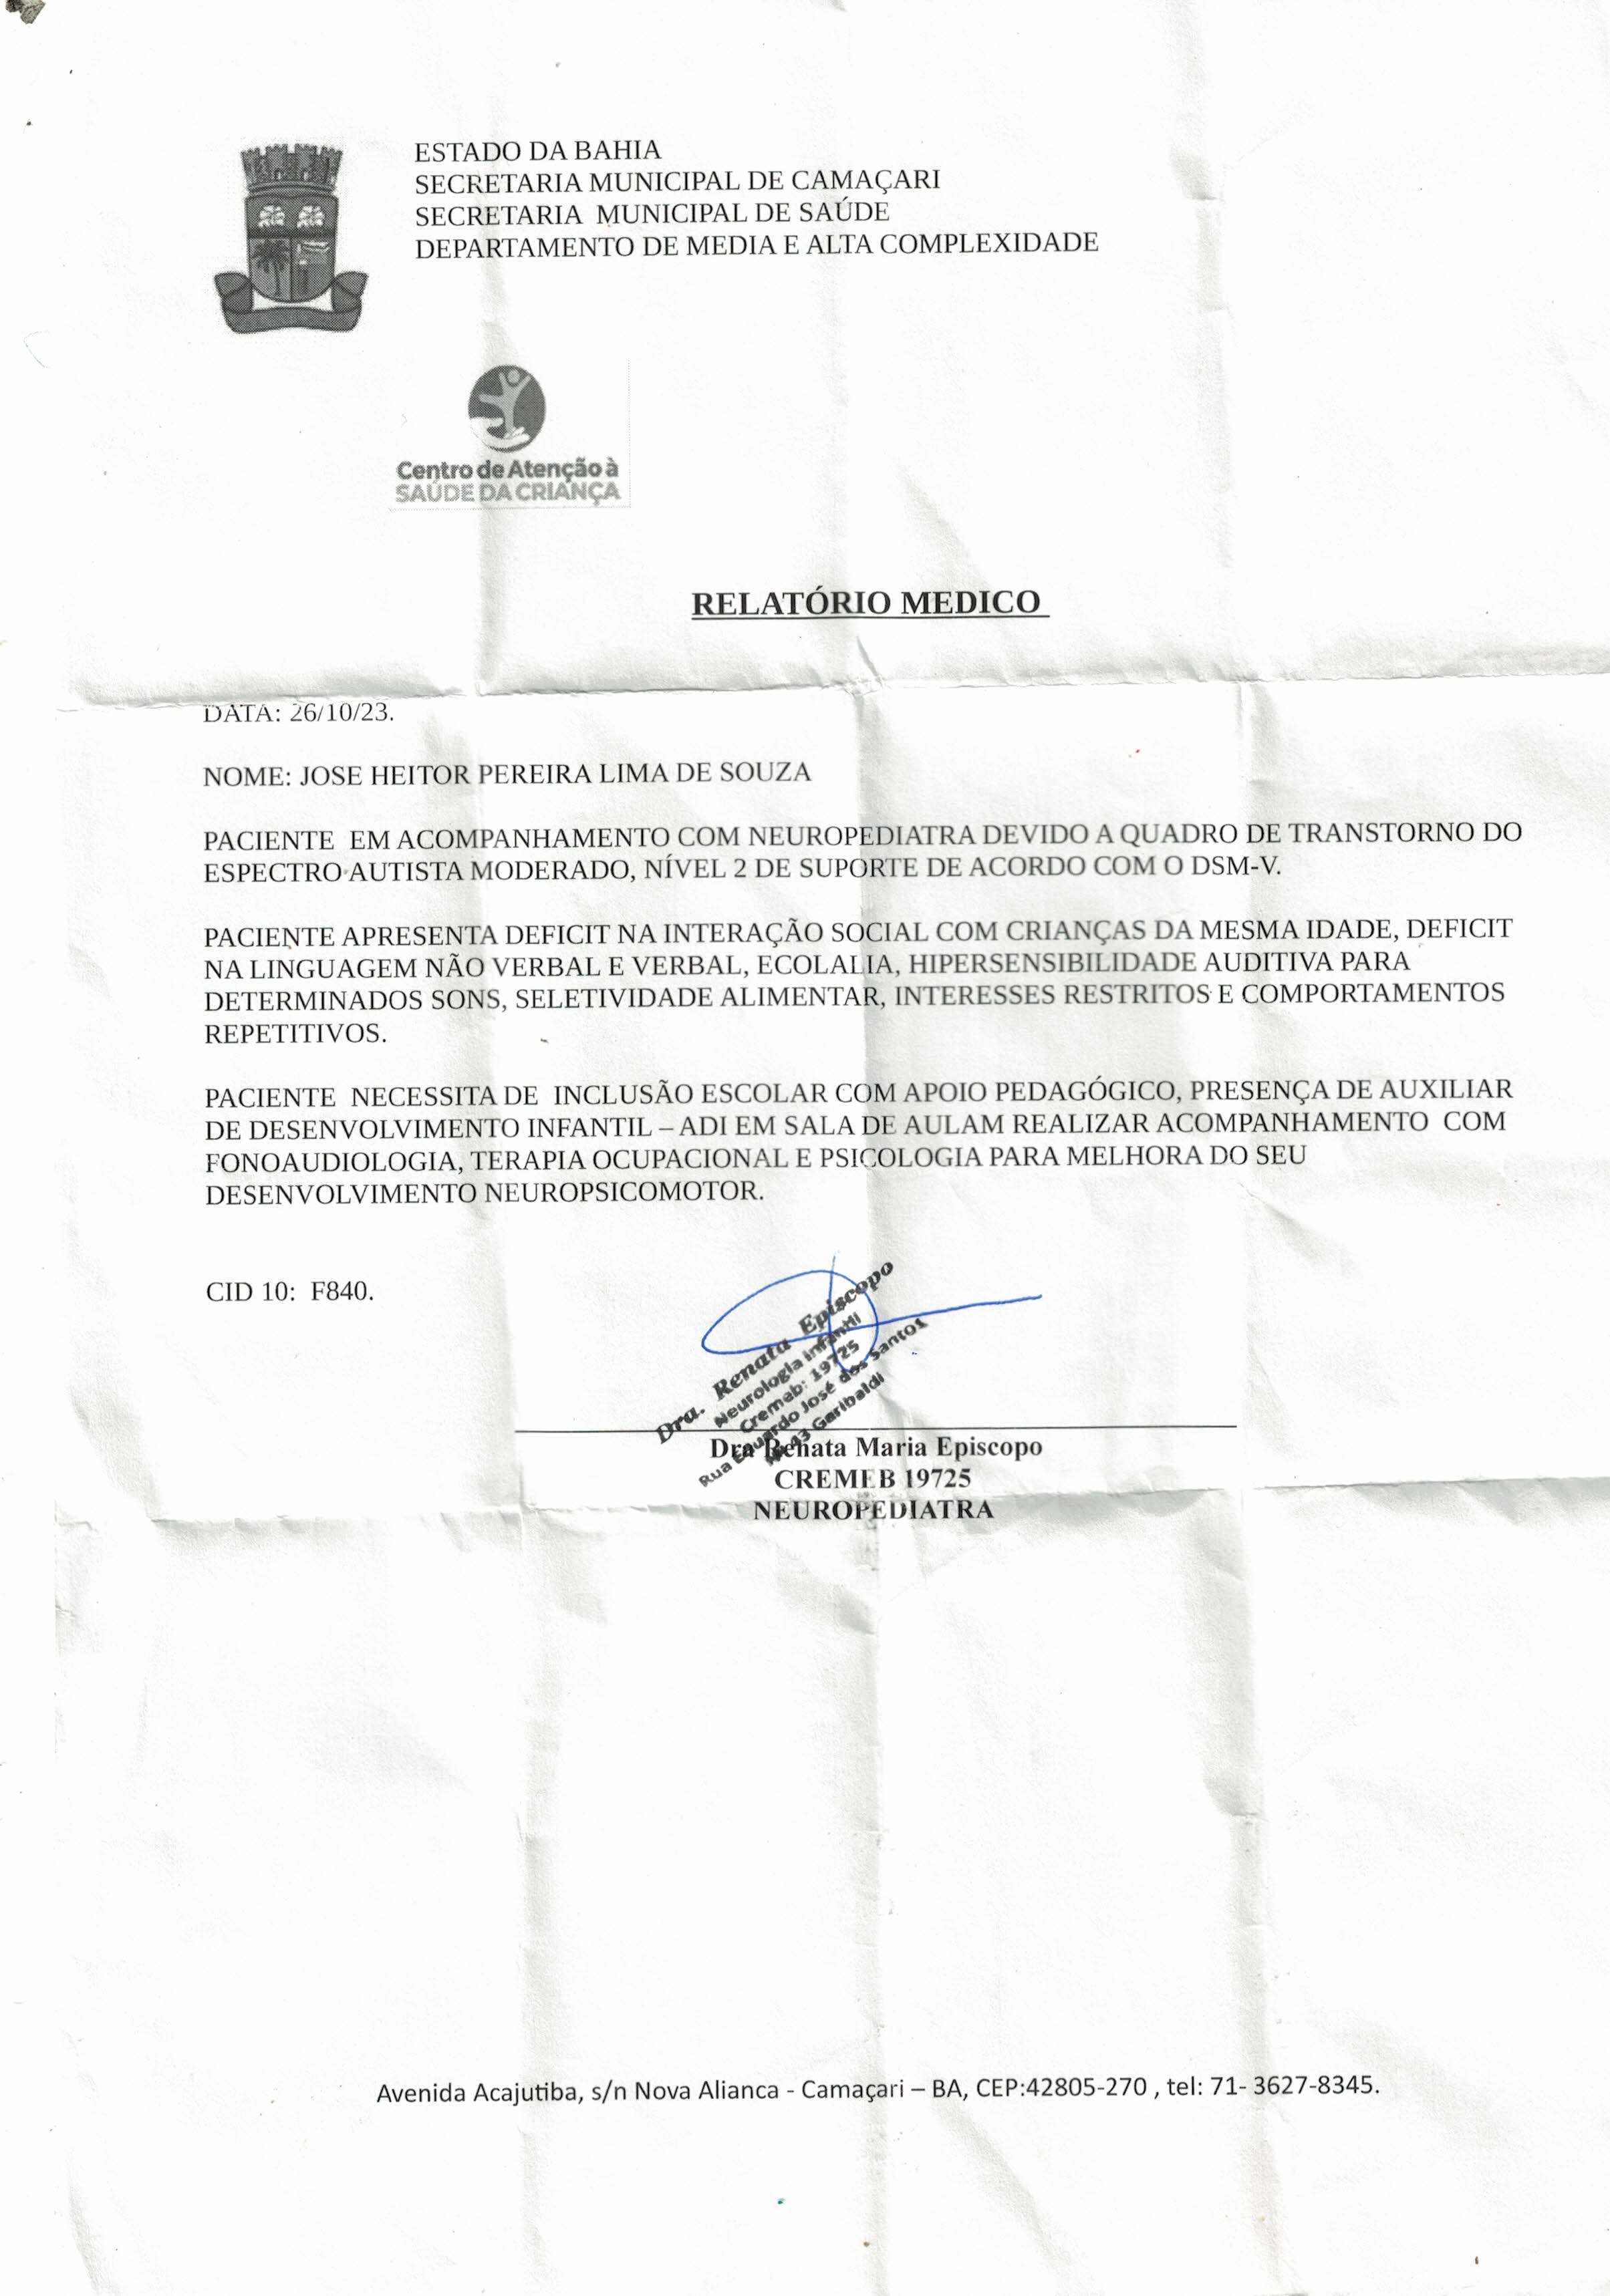 ESTADO DA BAHIA
SECRETARIA MUNICIPAL DE CAMAÇARI
SECRETARIA MUNICIPAL DE SAÚDE
DEPARTAMENTO DE MEDIA E ALTA COMPLEXIDADE
Centro de Atenção à
SAÚDE DA CRIANÇA
RELATÓRIO MEDICO
DATA: 26/10/23.
NOME: JOSE HEITOR PEREIRA LIMA DE SOUZA
PACIENTE EM ACOMPANHAMENTO COM NEUROPEDIATRA DEVIDO A QUADRO DE TRANSTORNO DO
ESPECTRO AUTISTA MODERADO, NÍVEL 2 DE SUPORTE DE ACORDO COM O DSM-V.
PACIENTE APRESENTA DEFICIT NA INTERAÇÃO SOCIAL COM CRIANÇAS DA MESMA IDADE, DEFICIT
NA LINGUAGEM NÃO VERBAL E VERBAL, ECOLALIA, HIPERSENSIBILIDADE AUDITIVA PARA
DETERMINADOS SONS, SELETIVIDADE ALIMENTAR, INTERESSES RESTRITOS E COMPORTAMENTOS
REPETITIVOS.
PACIENTE NECESSITA DE INCLUSÃO ESCOLAR COM APOIO PEDAGÓGICO, PRESENÇA DE AUXILIAR
DE DESENVOLVIMENTO INFANTIL – ADI EM SALA DE AULAM REALIZAR ACOMPANHAMENTO COM
FONOAUDIOLOGIA, TERAPIA OCUPACIONAL E PSICOLOGIA PARA MELHORA DO SEU
DESENVOLVIMENTO NEUROPSICOMOTOR.
CID 10: F840.
Dra. Renata Episcopo
Neurologia Infantil
Cremeb: 19725
Rua Eduardo José dos Santos
Garibaldi
Dra Renata Maria Episcopo
CREMEB 19725
NEUROPEDIATRA
Avenida Acajutiba, s/n Nova Alianca - Camaçari – BA, CEP:42805-270 , tel: 71- 3627-8345.